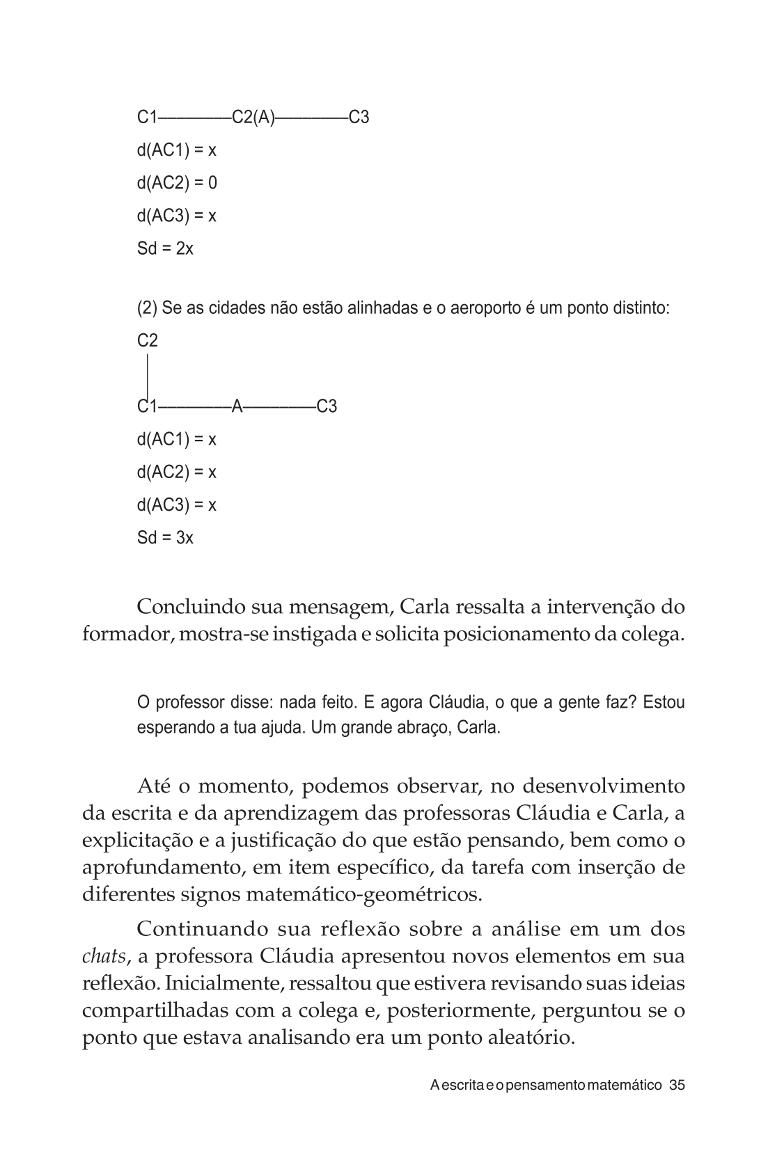 C1————C2(A)————C3
d(AC1) = x
d(AC2) = 0
d(AC3) = x
Sd = 2x
(2) Se as cidades não estão alinhadas e o aeroporto é um ponto distinto:
C2
C1————A————C3
d(AC1) = x
d(AC2) = x
d(AC3) = x
Sd = 3x
Concluindo sua mensagem, Carla ressalta a intervenção do
formador, mostra-se instigada e solicita posicionamento da colega.
O professor disse: nada feito. E agora Cláudia, o que a gente faz? Estou
esperando a tua ajuda. Um grande abraço, Carla.
Até o momento, podemos observar, no desenvolvimento
da escrita e da aprendizagem das professoras Cláudia e Carla, a
explicitação e a justificação do que estão pensando, bem como o
aprofundamento, em item específico, da tarefa com inserção de
diferentes signos matemático-geométricos.
Continuando sua reflexão sobre a análise em um dos
chats, a professora Cláudia apresentou novos elementos em sua
reflexão. Inicialmente, ressaltou que estivera revisando suas ideias
compartilhadas com a colega e, posteriormente, perguntou se o
ponto que estava analisando era um ponto aleatório.
A escrita e o pensamento matemático 35